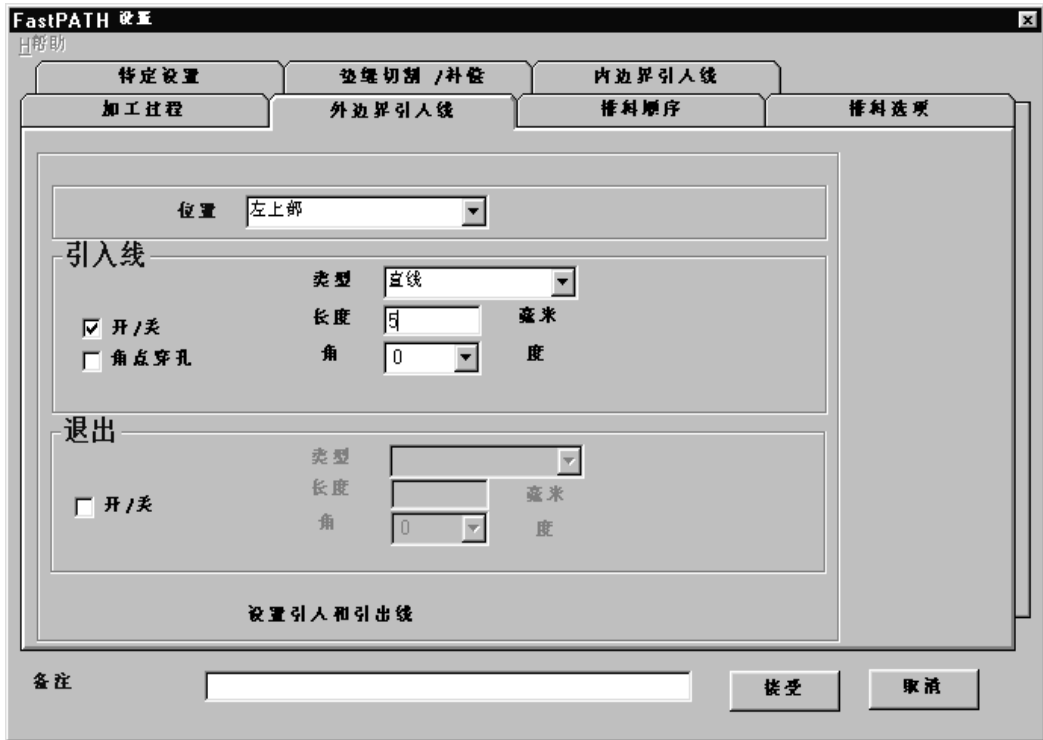 FastPATH 设置
H帮助
特定设置 垫缝切割 /补偿 内边界引入线
加工过程 外边界引入线 排料顺序 排料选项
位置 左上部
引入线
类型 直线
开/关 长度 5 毫米
角点穿孔 角 0 度
退出
类型
开/关 长度 毫米
角 0 度
设置引入和引出线
备注 接受 取消